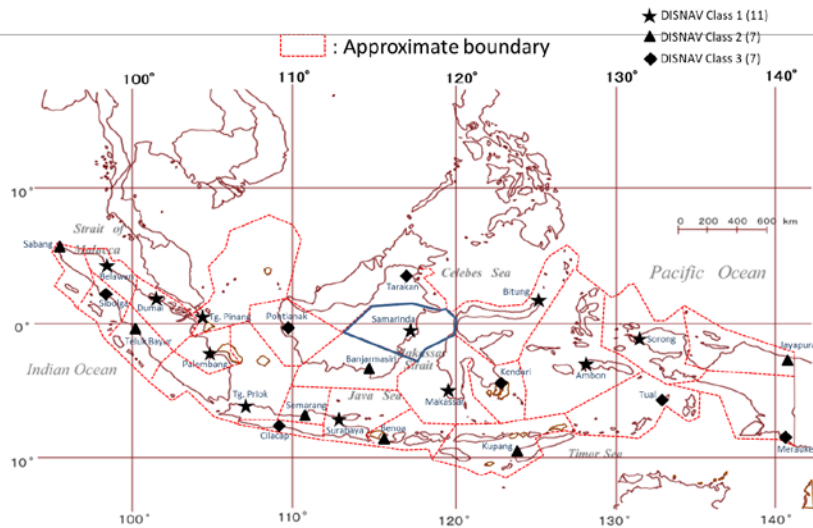 DISNAV Class 1 (11)
DISNAV Class 2 (7)
DISNAV Class 3 (7)
: Approximate boundary
100° 110° 120° 130° 140°
10°
0 200 400 600 km
Strait of
Malacca
Sabang
Belawan
Celebes Sea
Pacific Ocean
Tarakan
Sibolga
Dumai
Bitung
Tg. Pinang
Pontianak
Samarinda
0°
Teluk Bayur
Sorong
Jayapura
Indian Ocean
Palembang
Banjarmasin
Makassar
Strait
Kendari
Ambon
Tg. Priok
Semarang
Java Sea
Makassar
Tual
Cilacap
Surabaya
Benoa
Kupang
Timor Sea
Merauke
10°
100° 110° 120° 130° 140°